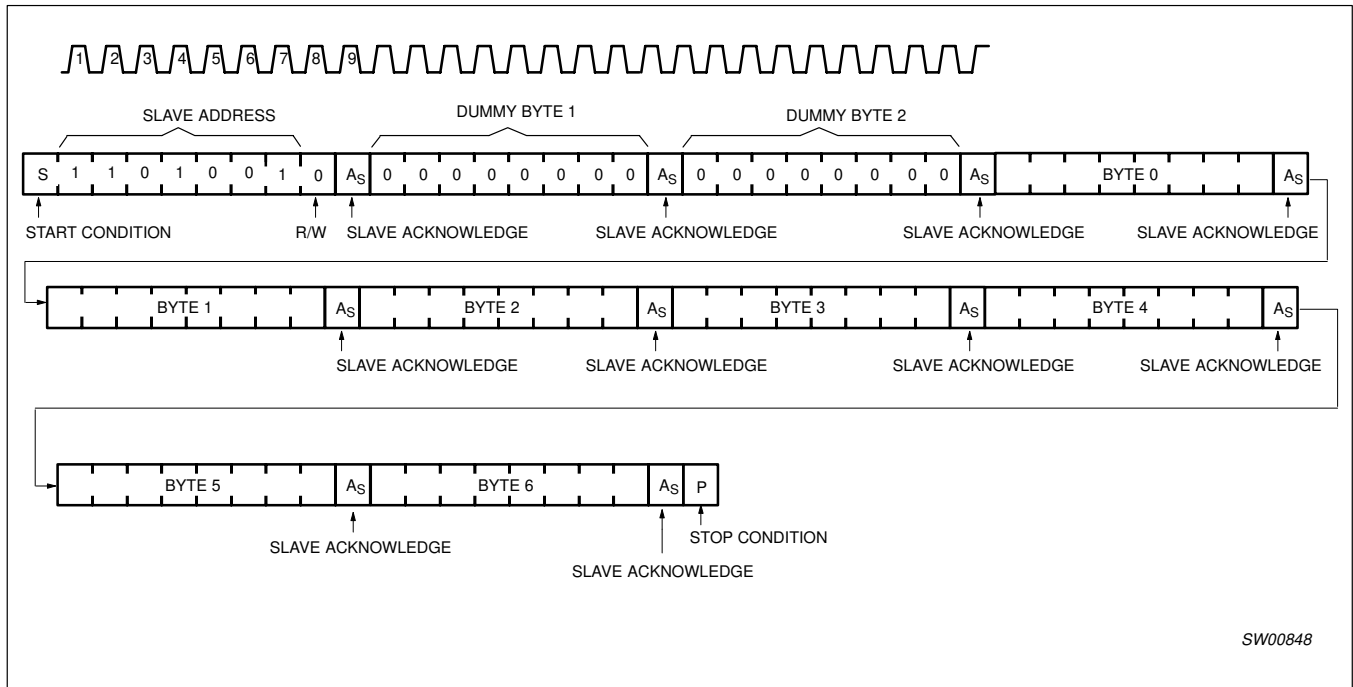 1 2 3 4 5 6 7 8 9
SLAVE ADDRESS DUMMY BYTE 1 DUMMY BYTE 2
S 1 1 0 1 0 0 1 0 AS 0 0 0 0 0 0 0 0 AS 0 0 0 0 0 0 0 0 AS BYTE 0 AS
START CONDITION R/W SLAVE ACKNOWLEDGE SLAVE ACKNOWLEDGE SLAVE ACKNOWLEDGE SLAVE ACKNOWLEDGE
BYTE 1 AS BYTE 2 AS BYTE 3 AS BYTE 4 AS
SLAVE ACKNOWLEDGE SLAVE ACKNOWLEDGE SLAVE ACKNOWLEDGE SLAVE ACKNOWLEDGE
BYTE 5 AS BYTE 6 AS P
SLAVE ACKNOWLEDGE STOP CONDITION
SLAVE ACKNOWLEDGE
SW00848